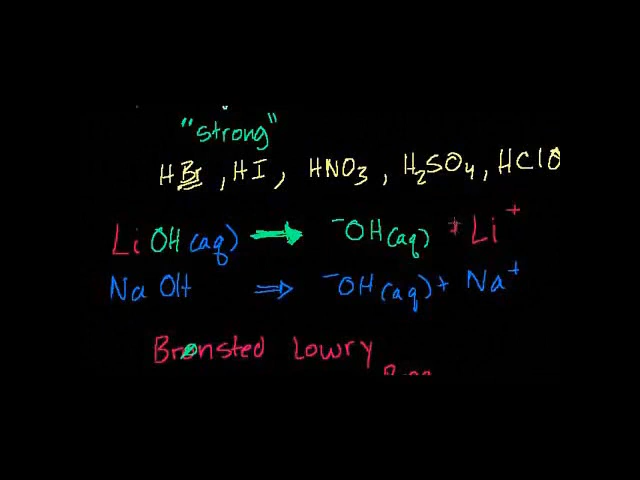 "strong"
HBr, HI, HNO₃, H₂SO₄, HClO
LiOH(aq) → ⁻OH(aq) + Li⁺
NaOH ⇒ ⁻OH(aq) + Na⁺
Bronsted Lowry